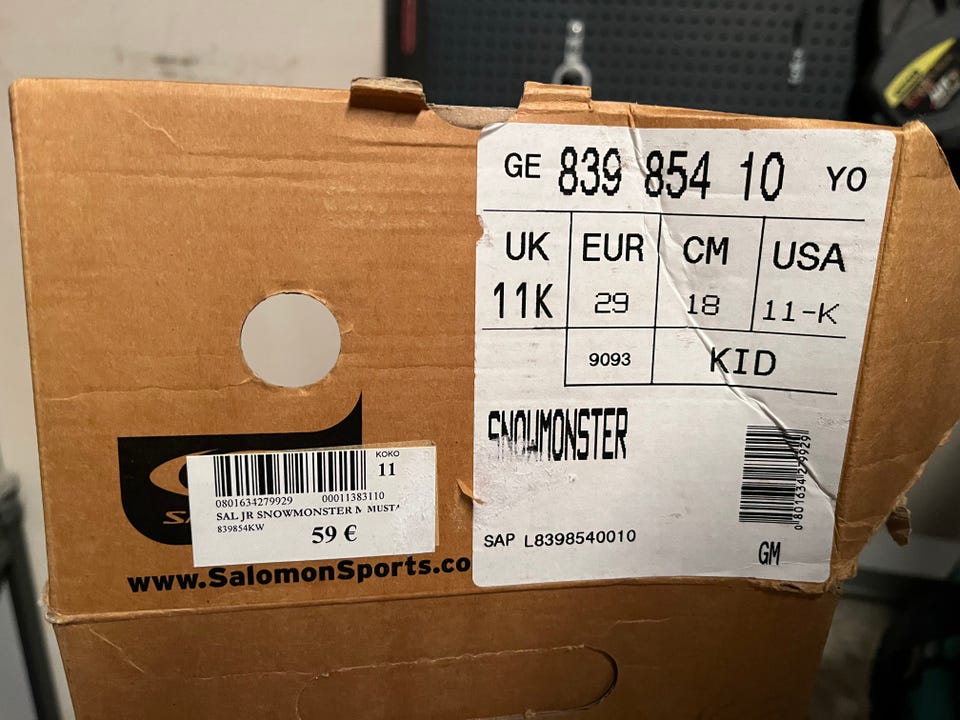 GE 839 854 10 YO
UK EUR CM USA
11K 29 18 11-K
9093 KID
SNOWMONSTER
0801634279929
SAP L8398540010
GM
KOKO
11
0801634279929 00011383110
SAL JR SNOWMONSTER M MUSTA
839854KW
59 €
www.SalomonSports.co